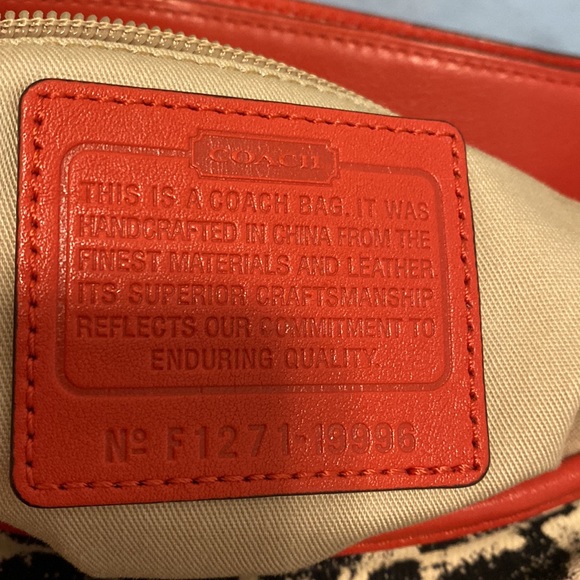 COACH
THIS IS A COACH BAG. IT WAS
HANDCRAFTED IN CHINA FROM THE
FINEST MATERIALS AND LEATHER.
ITS SUPERIOR CRAFTSMANSHIP
REFLECTS OUR COMMITMENT TO
ENDURING QUALITY.
Nº F1271-19996